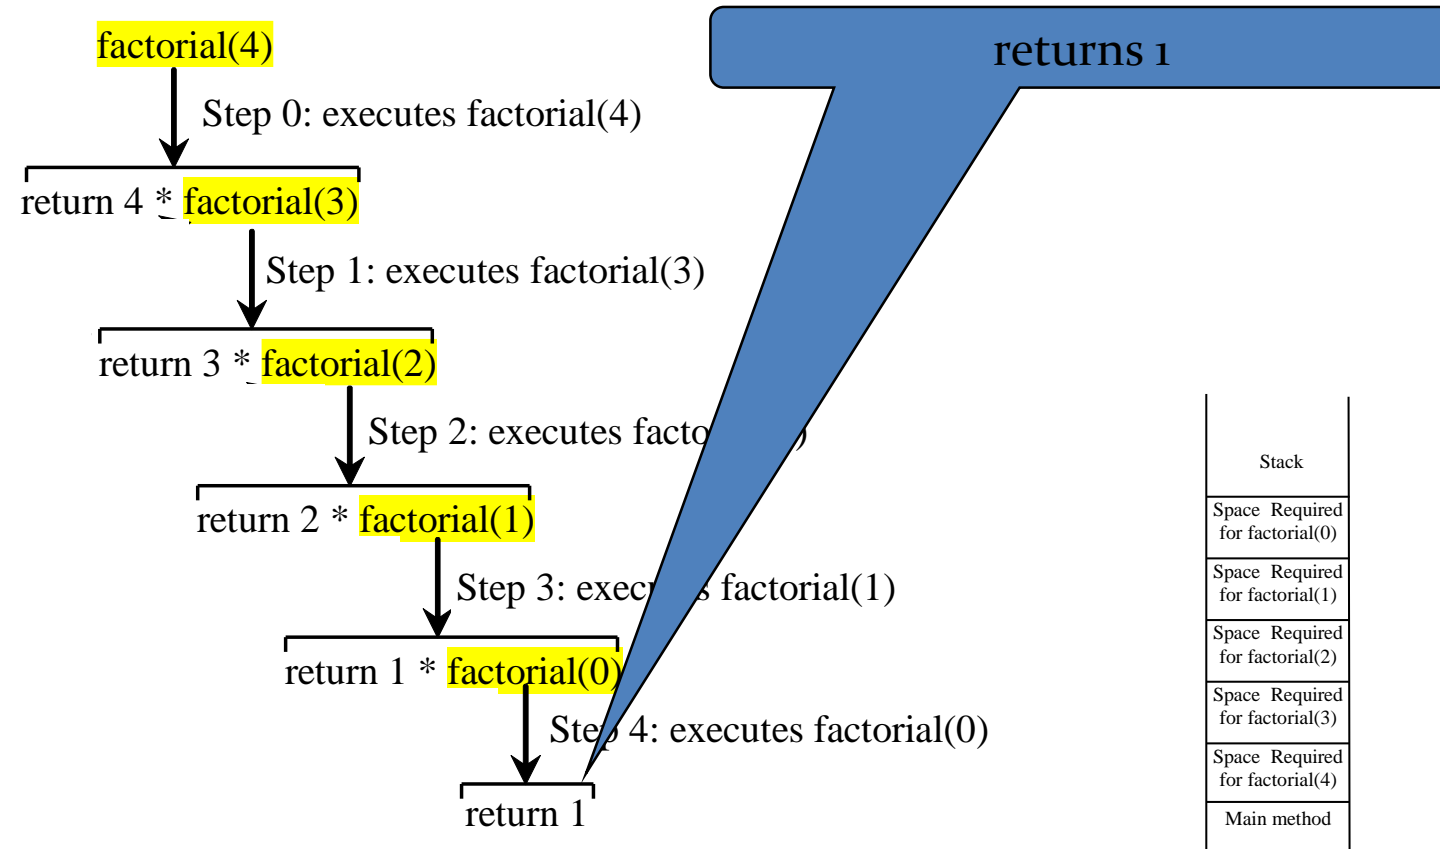 factorial(4)
returns 1
Step 0: executes factorial(4)
return 4 * factorial(3)
Step 1: executes factorial(3)
return 3 * factorial(2)
Step 2: executes
return 2 * factorial(1)
Step 3: factorial(1)
return 1 * factorial(0)
Step 4: executes factorial(0)
return 1
Stack
Space Required
for factorial(0)
Space Required
for factorial(1)
Space Required
for factorial(2)
Space Required
for factorial(3)
Space Required
for factorial(4)
Main method